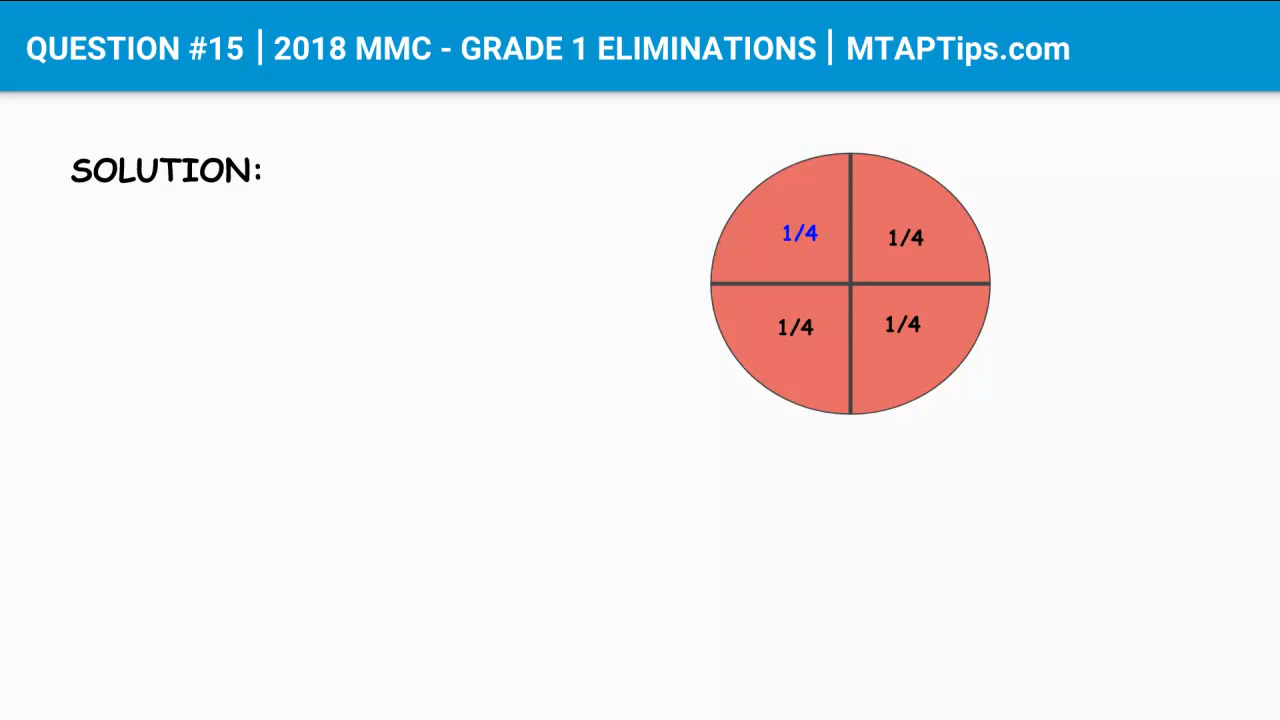 QUESTION #15 | 2018 MMC - GRADE 1 ELIMINATIONS | MTAPTips.com
SOLUTION:
1/4 1/4
1/4 1/4